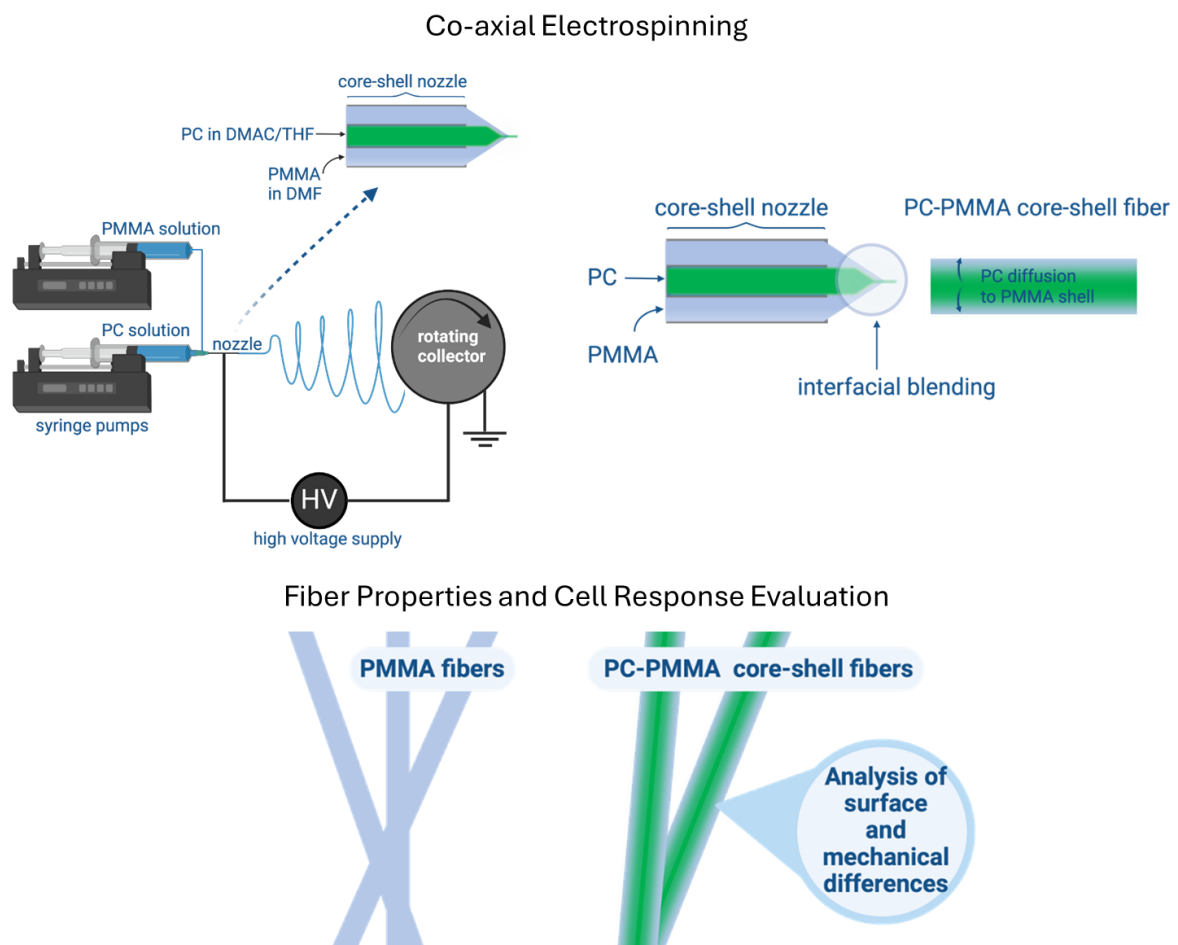 Co-axial Electrospinning
core-shell nozzle
PC in DMAC/THF
PMMA
in DMF
PMMA solution
PC solution
nozzle
syringe pumps
rotating
collector
HV
high voltage supply
core-shell nozzle
PC
PMMA
interfacial blending
PC-PMMA core-shell fiber
PC diffusion
to PMMA shell
Fiber Properties and Cell Response Evaluation
PMMA fibers
PC-PMMA core-shell fibers
Analysis of
surface
and
mechanical
differences